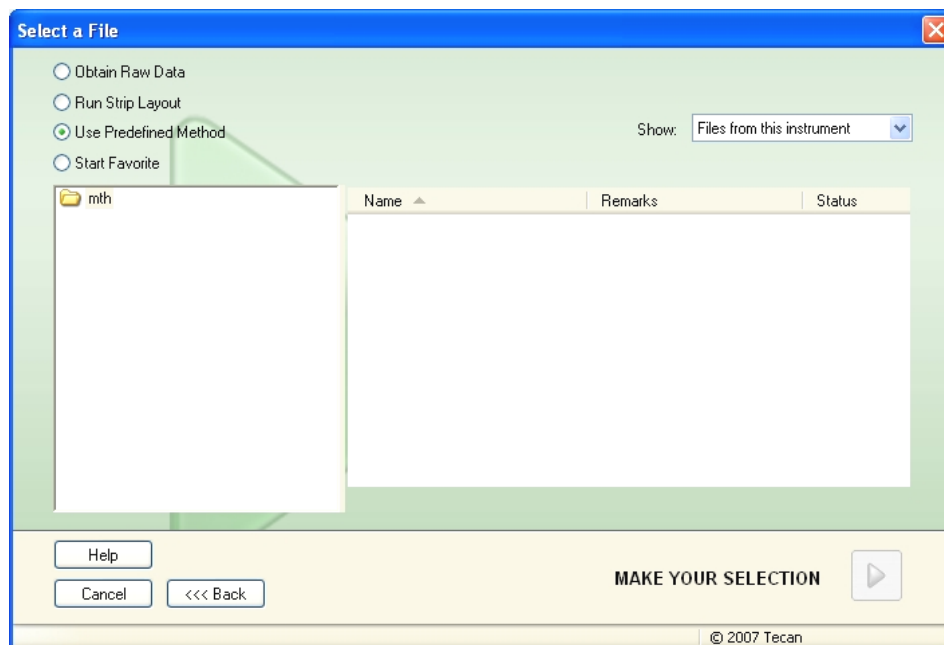 Select a File
Obtain Raw Data
Run Strip Layout
Use Predefined Method
Show: Files from this instrument
Start Favorite
mth
Name Remarks Status
Help
MAKE YOUR SELECTION
Cancel <<< Back
© 2007 Tecan